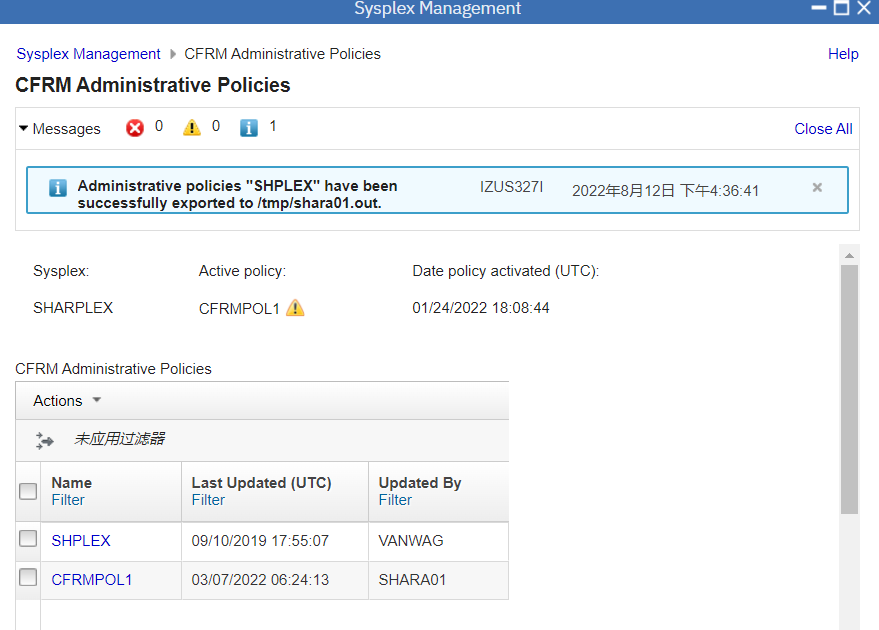 Sysplex Management
Sysplex Management CFRM Administrative Policies Help
CFRM Administrative Policies
Messages 0 0 1 Close All
Administrative policies "SHPLEX" have been IZUS327I 2022年8月12日 下午4:36:41
successfully exported to /tmp/shara01.out.
Sysplex: Active policy: Date policy activated (UTC):
SHARPLEX CFRMPOL1 01/24/2022 18:08:44
CFRM Administrative Policies
Actions
未应用过滤器
Name Last Updated (UTC) Updated By
Filter Filter Filter
SHPLEX 09/10/2019 17:55:07 VANWAG
CFRMPOL1 03/07/2022 06:24:13 SHARA01